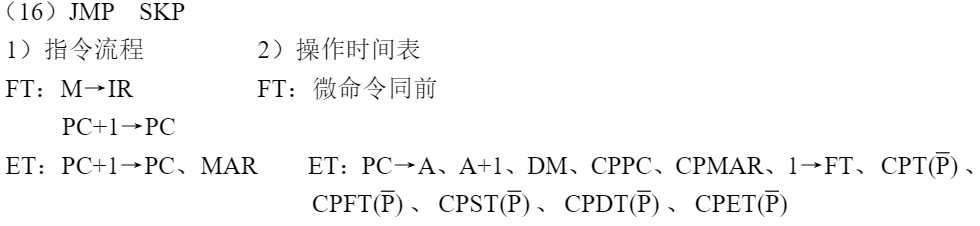 （16）JMP SKP
1）指令流程 2）操作时间表
FT：M→IR FT：微命令同前
PC+1→PC
ET：PC+1→PC、MAR ET：PC→A、A+1、DM、CPPC、CPMAR、1→FT、CPT(P̅)、
CPFT(P̅)、CPST(P̅)、CPDT(P̅)、CPET(P̅)